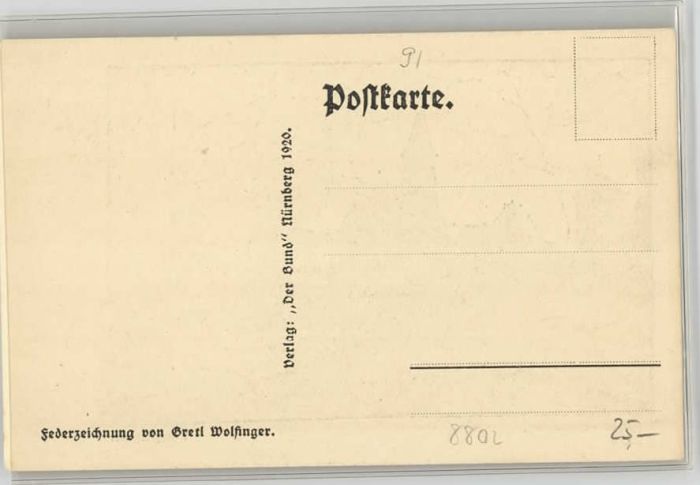 91
Postkarte.
Verlag: „Der Bund" Nürnberg 1920.
Federzeichnung von Gretl Wolfinger.
8802
25,—